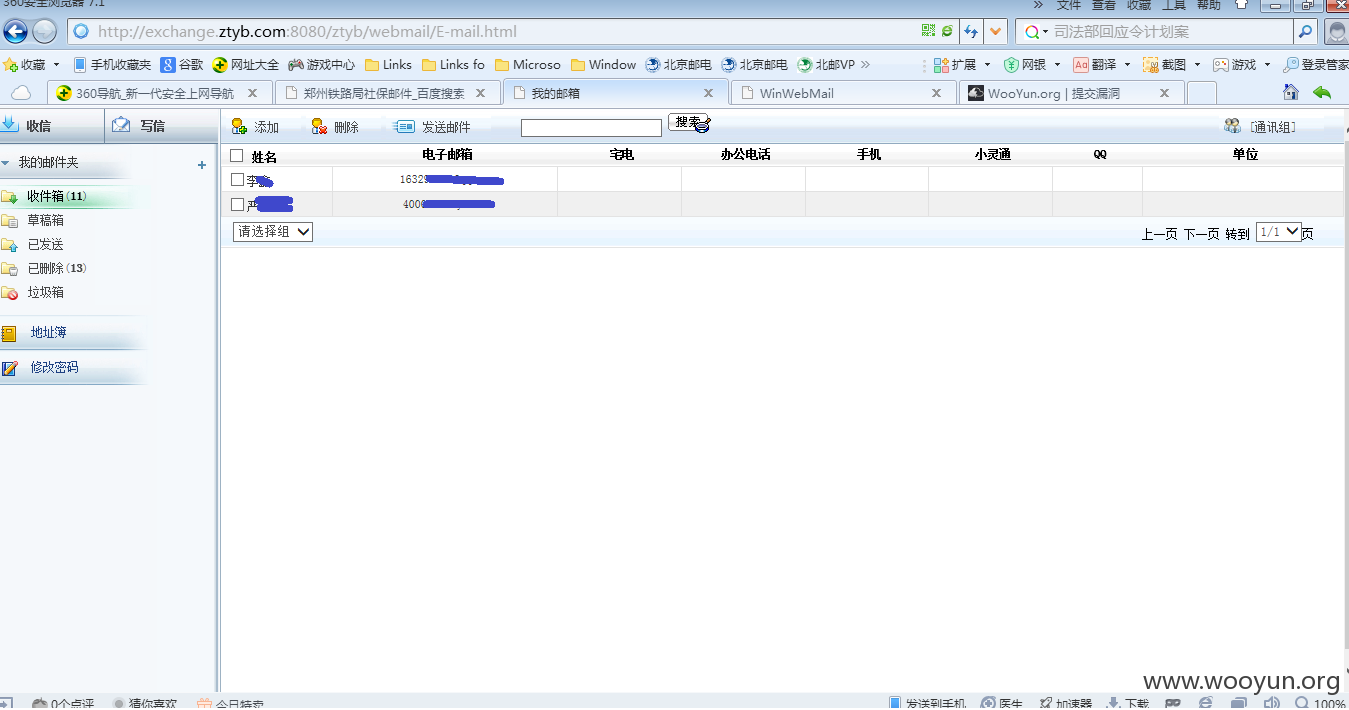 360安全浏览器 7.1
» 文件 查看 收藏 工具 帮助
http://exchange.ztyb.com:8080/ztyb/webmail/E-mail.html
司法部回应令计划案
收藏 手机收藏夹 谷歌 网址大全 游戏中心 Links Links fo Microso Window 北京邮电 北京邮电 北邮VP » 扩展 网银 翻译 截图 游戏 登录管家
360导航_新一代安全上网导航 郑州铁路局社保邮件_百度搜索 我的邮箱 WinWebMail WooYun.org | 提交漏洞
收信 写信
添加 删除 发送邮件 搜索 [通讯组]
我的邮件夹 +
收件箱(11)
草稿箱
已发送
已删除(13)
垃圾箱
地址簿
修改密码
姓名 电子邮箱 宅电 办公电话 手机 小灵通 QQ 单位
李 1632
严 400
请选择组 上一页 下一页 转到 1/1 页
www.wooyun.org
0个点评 猜你喜欢 今日特卖 发送到手机 医生 加速器 下载 100%